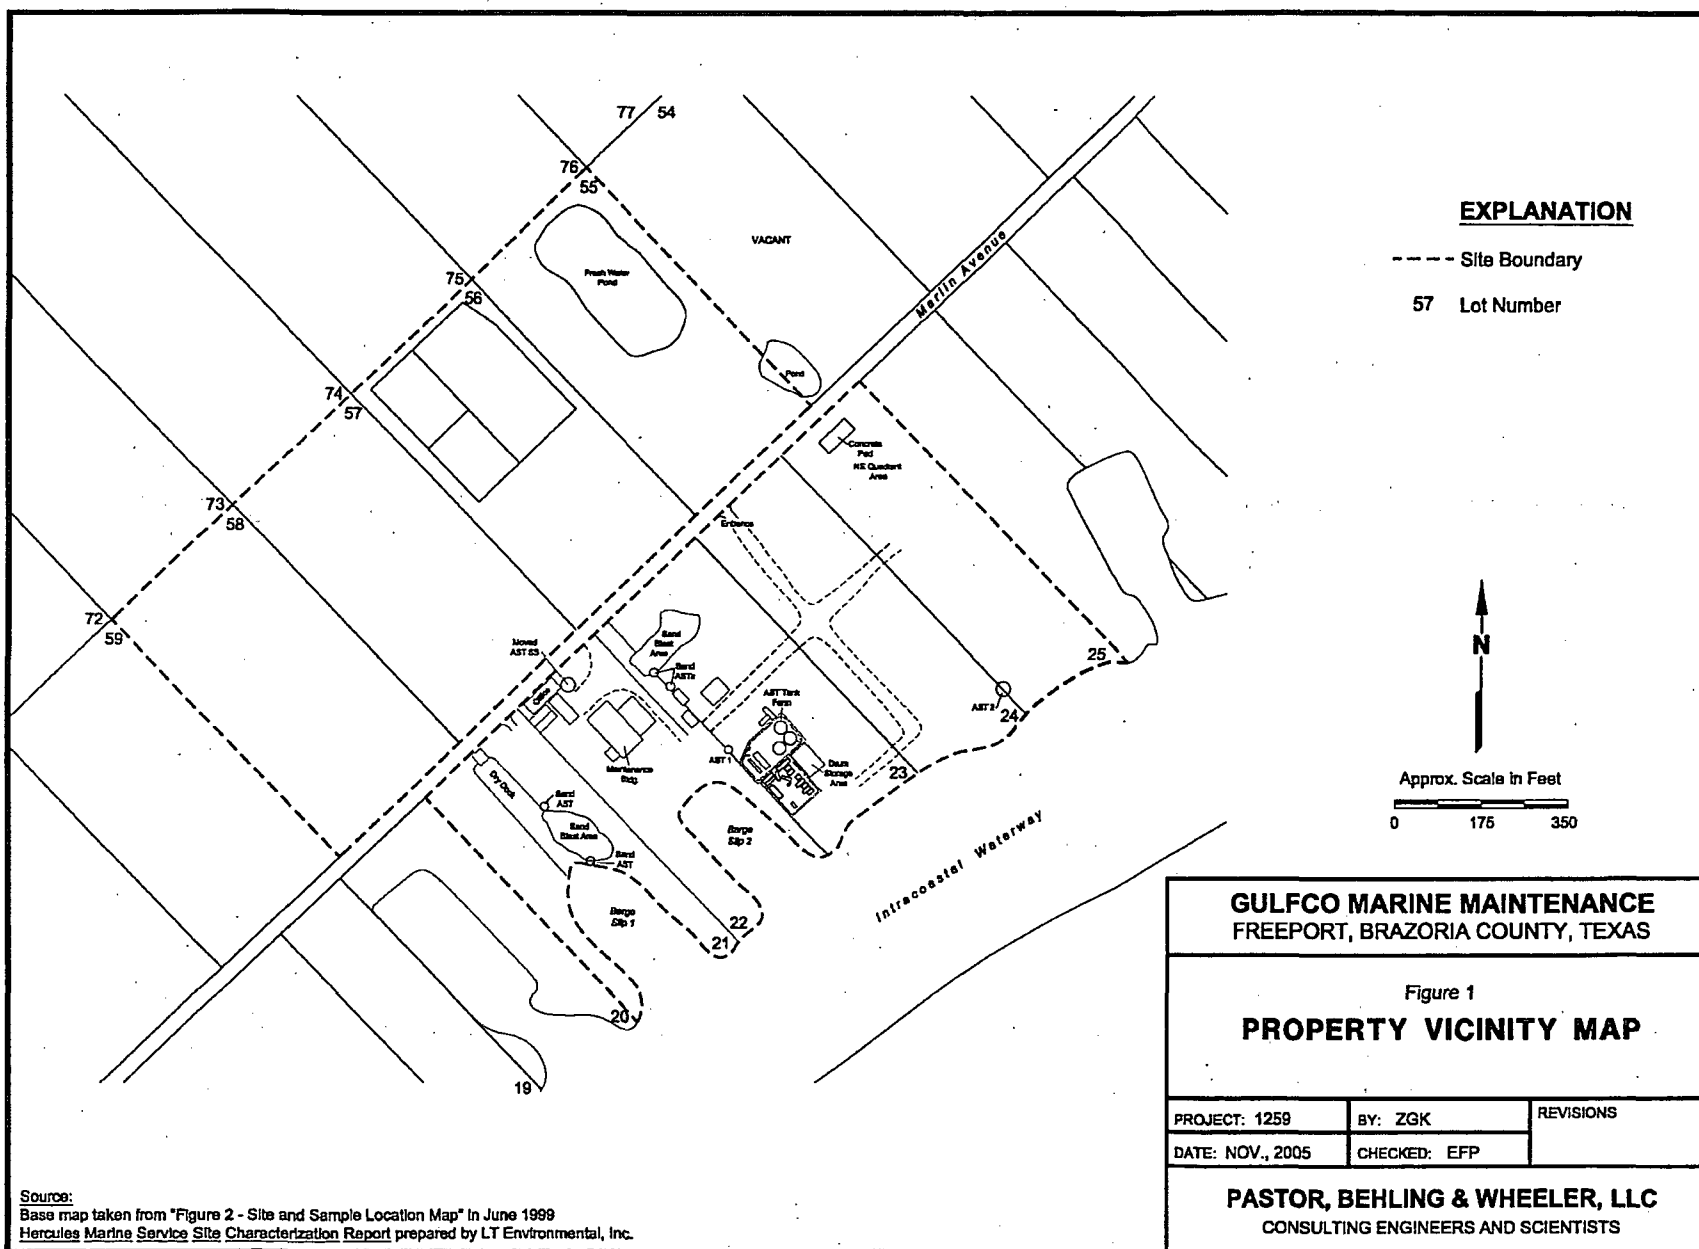 77 54
76
55
VACANT
Fresh Water
Pond
75
56
Marlin Avenue
Pond
74
57
Concrete
Pad
NE Quadrant
Area
73
58
Entrance
72
59
Moved
AST 53
Sand
Blast
Area
Sand
ASTs
Office
AST Tank
Farm
AST 2
25
24
23
AST 1
Drum
Storage
Area
Maintenance
Bldg.
Dry Dock
Sand
AST
Sand
Blast Area
Sand
AST
Barge
Slip 2
Barge
Slip 1
22
21
20
19
Intracoastal Waterway
EXPLANATION
Site Boundary
57 Lot Number
N
Approx. Scale in Feet
0 175 350
GULFCO MARINE MAINTENANCE
FREEPORT, BRAZORIA COUNTY, TEXAS
Figure 1
PROPERTY VICINITY MAP
PROJECT: 1259 BY: ZGK REVISIONS
DATE: NOV., 2005 CHECKED: EFP
PASTOR, BEHLING & WHEELER, LLC
CONSULTING ENGINEERS AND SCIENTISTS
Source:
Base map taken from "Figure 2 - Site and Sample Location Map" in June 1999
Hercules Marine Service Site Characterization Report prepared by LT Environmental, Inc.